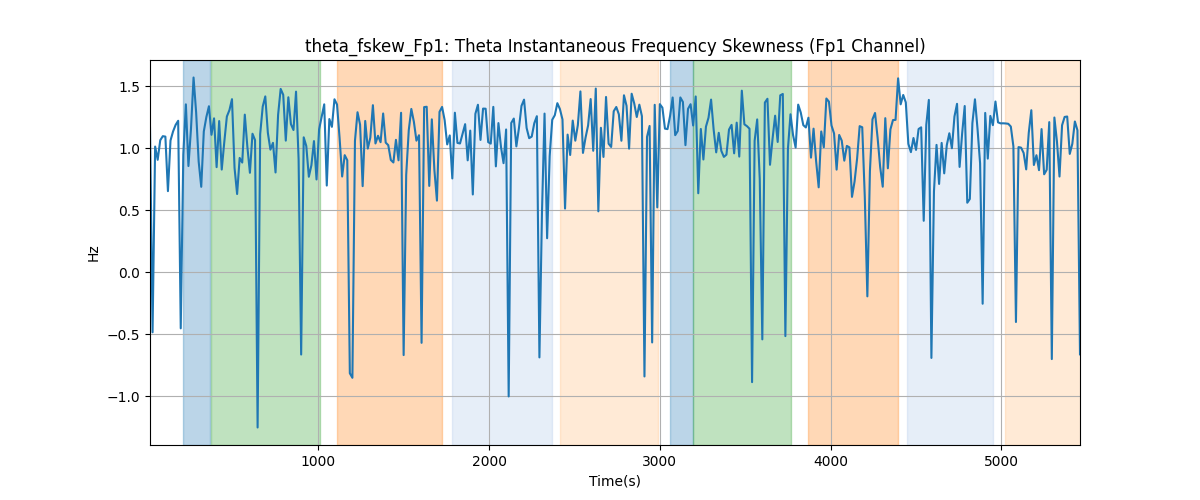 theta_fskew_Fp1: Theta Instantaneous Frequency Skewness (Fp1 Channel)
1.5
1.0
0.5
0.0
−0.5
−1.0
Hz
1000 2000 3000 4000 5000
Time(s)